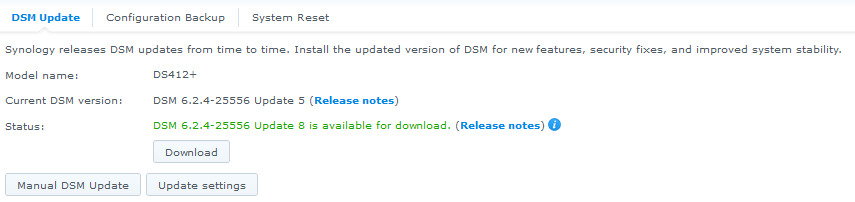 DSM Update Configuration Backup System Reset
Synology releases DSM updates from time to time. Install the updated version of DSM for new features, security fixes, and improved system stability.
Model name: DS412+
Current DSM version: DSM 6.2.4-25556 Update 5 (Release notes)
Status: DSM 6.2.4-25556 Update 8 is available for download. (Release notes) i
Download
Manual DSM Update Update settings